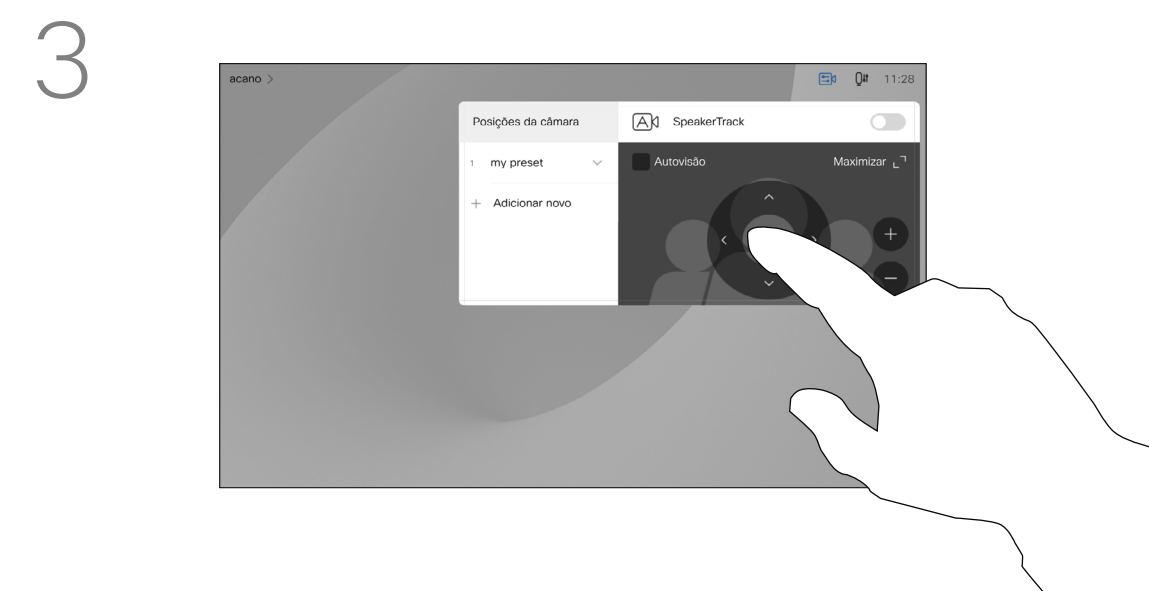 3
acano >
11:28
Posições da câmara
SpeakerTrack
1 my preset
Autovisão
Maximizar
+ Adicionar novo